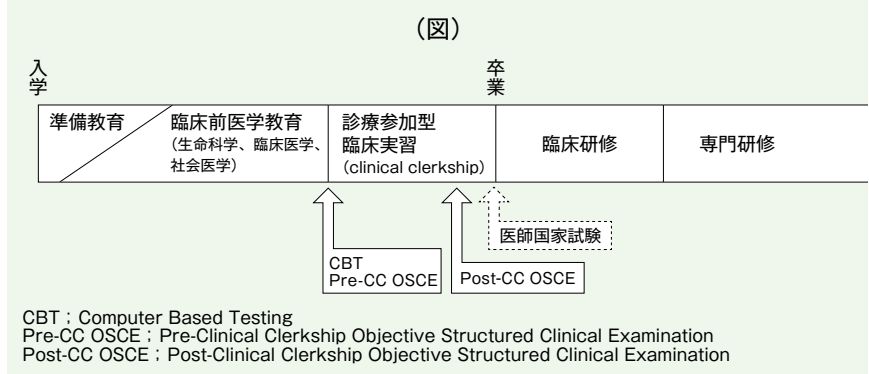 （図）
入学
卒業
準備教育
臨床前医学教育
（生命科学、臨床医学、
社会医学）
診療参加型
臨床実習
（clinical clerkship）
臨床研修
専門研修
医師国家試験
CBT
Pre-CC OSCE
Post-CC OSCE
CBT；Computer Based Testing
Pre-CC OSCE；Pre-Clinical Clerkship Objective Structured Clinical Examination
Post-CC OSCE；Post-Clinical Clerkship Objective Structured Clinical Examination